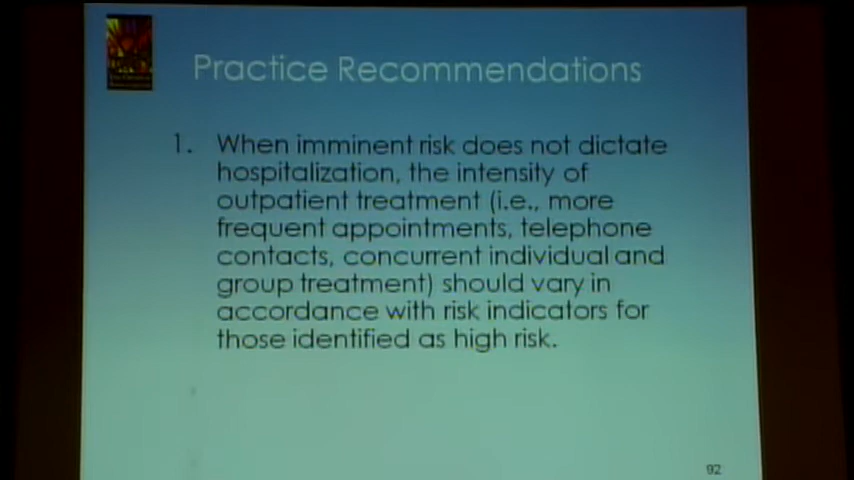 Practice Recommendations
1. When imminent risk does not dictate
hospitalization, the intensity of
outpatient treatment (i.e., more
frequent appointments, telephone
contacts, concurrent individual and
group treatment) should vary in
accordance with risk indicators for
those identified as high risk.
92